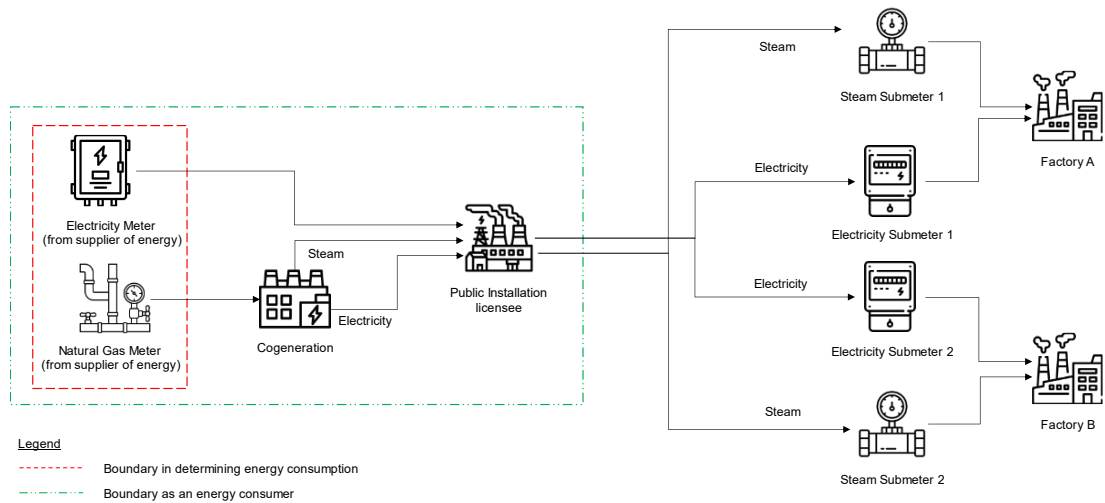 Steam
Steam Submeter 1
Factory A
Electricity
Electricity Submeter 1
Electricity Meter
(from supplier of energy)
Steam
Public Installation
licensee
Electricity
Natural Gas Meter
(from supplier of energy)
Cogeneration
Electricity
Electricity Submeter 2
Steam
Factory B
Steam Submeter 2
Legend
Boundary in determining energy consumption
Boundary as an energy consumer